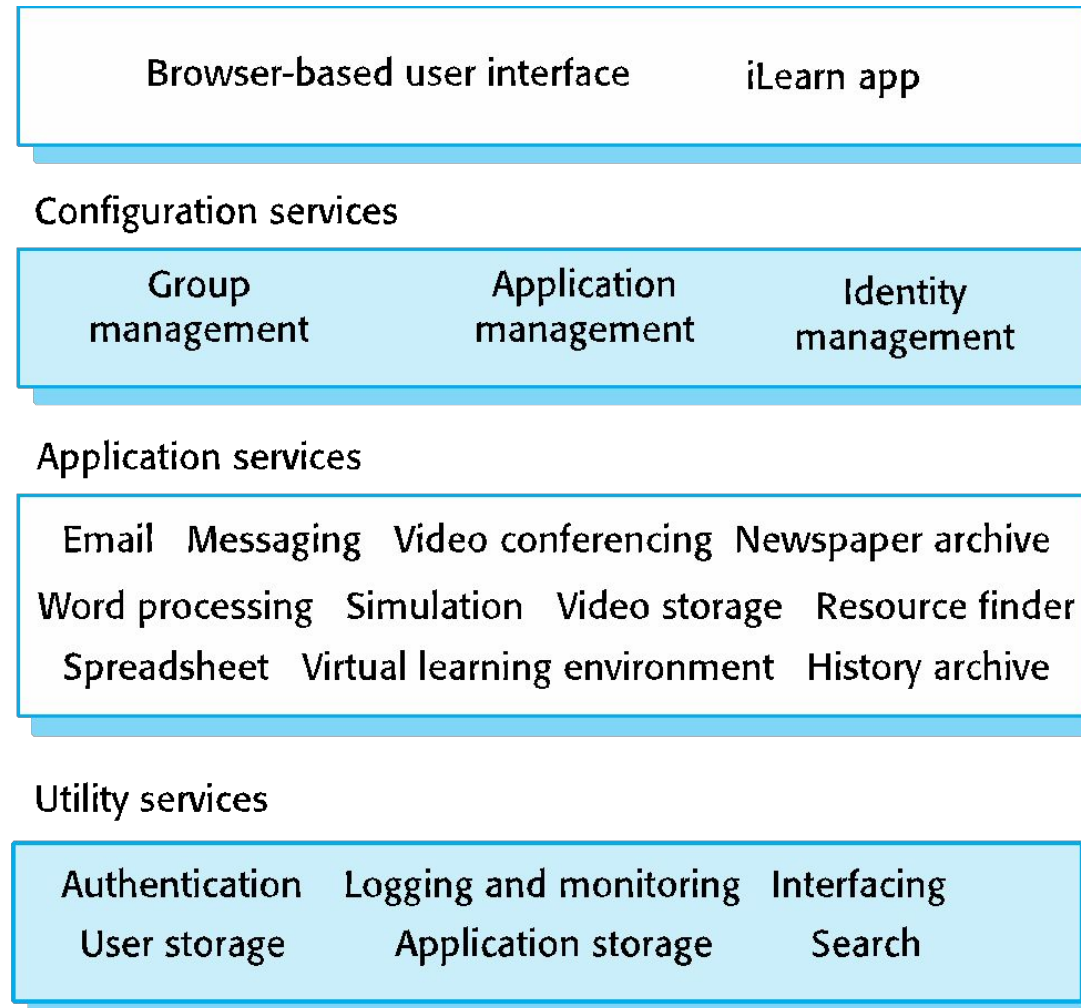 Browser-based user interface iLearn app
Configuration services
Group management Application management Identity management
Application services
Email Messaging Video conferencing Newspaper archive
Word processing Simulation Video storage Resource finder
Spreadsheet Virtual learning environment History archive
Utility services
Authentication Logging and monitoring Interfacing
User storage Application storage Search